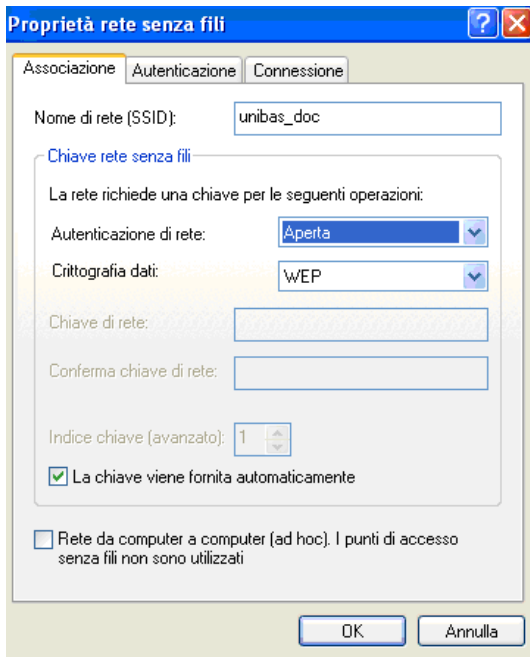 Proprietà rete senza fili
Associazione Autenticazione Connessione
Nome di rete (SSID): unibas_doc
Chiave rete senza fili
La rete richiede una chiave per le seguenti operazioni:
Autenticazione di rete: Aperta
Crittografia dati: WEP
Chiave di rete:
Conferma chiave di rete:
Indice chiave (avanzato): 1
La chiave viene fornita automaticamente
Rete da computer a computer (ad hoc). I punti di accesso
senza fili non sono utilizzati
OK Annulla